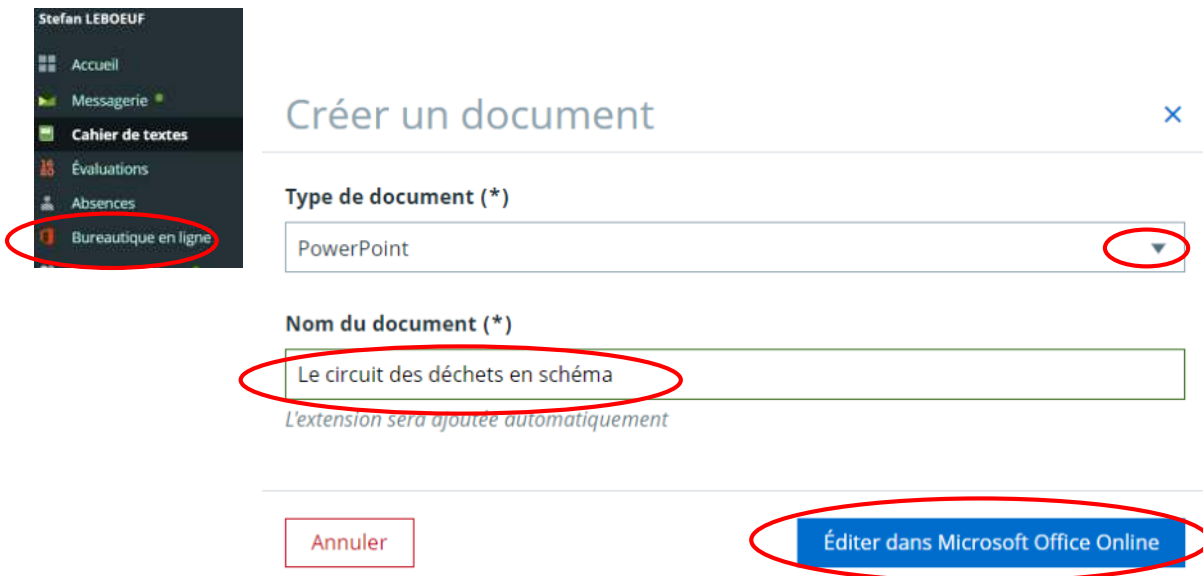 Stefan LEBOEUF
Accueil
Messagerie
Cahier de textes
Évaluations
Absences
Bureautique en ligne
Créer un document
Type de document (*)
PowerPoint
Nom du document (*)
Le circuit des déchets en schéma
L'extension sera ajoutée automatiquement
Annuler
Éditer dans Microsoft Office Online